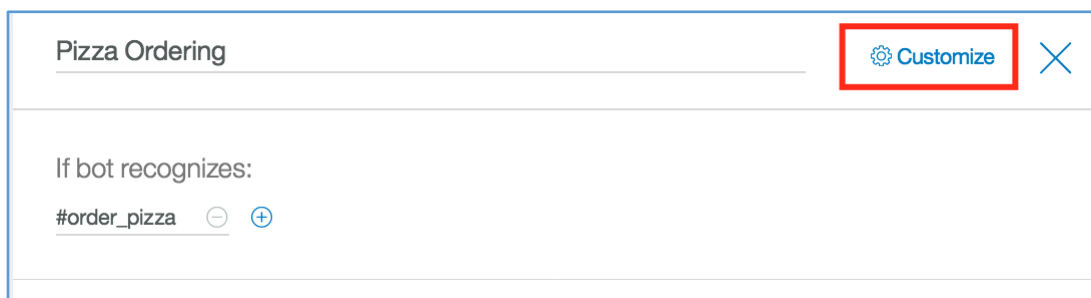 Pizza Ordering
Customize
If bot recognizes:
#order_pizza